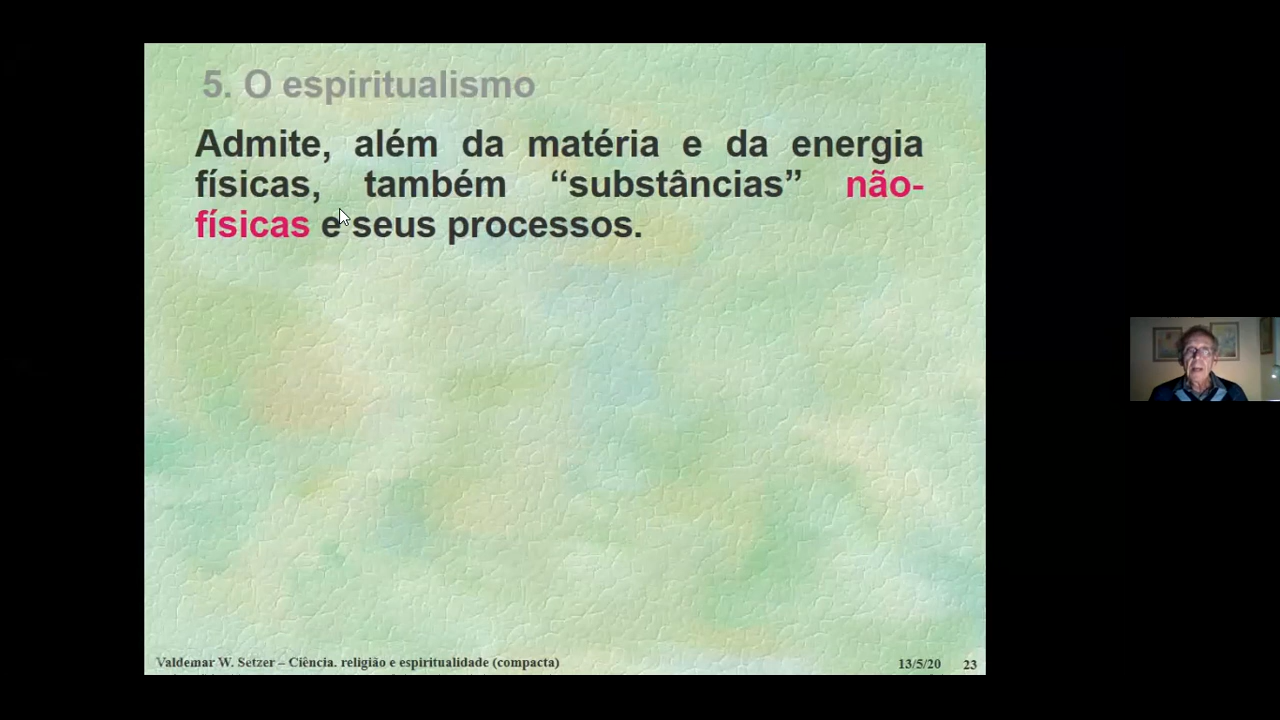 5. O espiritualismo
Admite, além da matéria e da energia
físicas, também “substâncias” não-
físicas e seus processos.
Valdemar W. Setzer – Ciência. religião e espiritualidade (compacta)
13/5/20 23